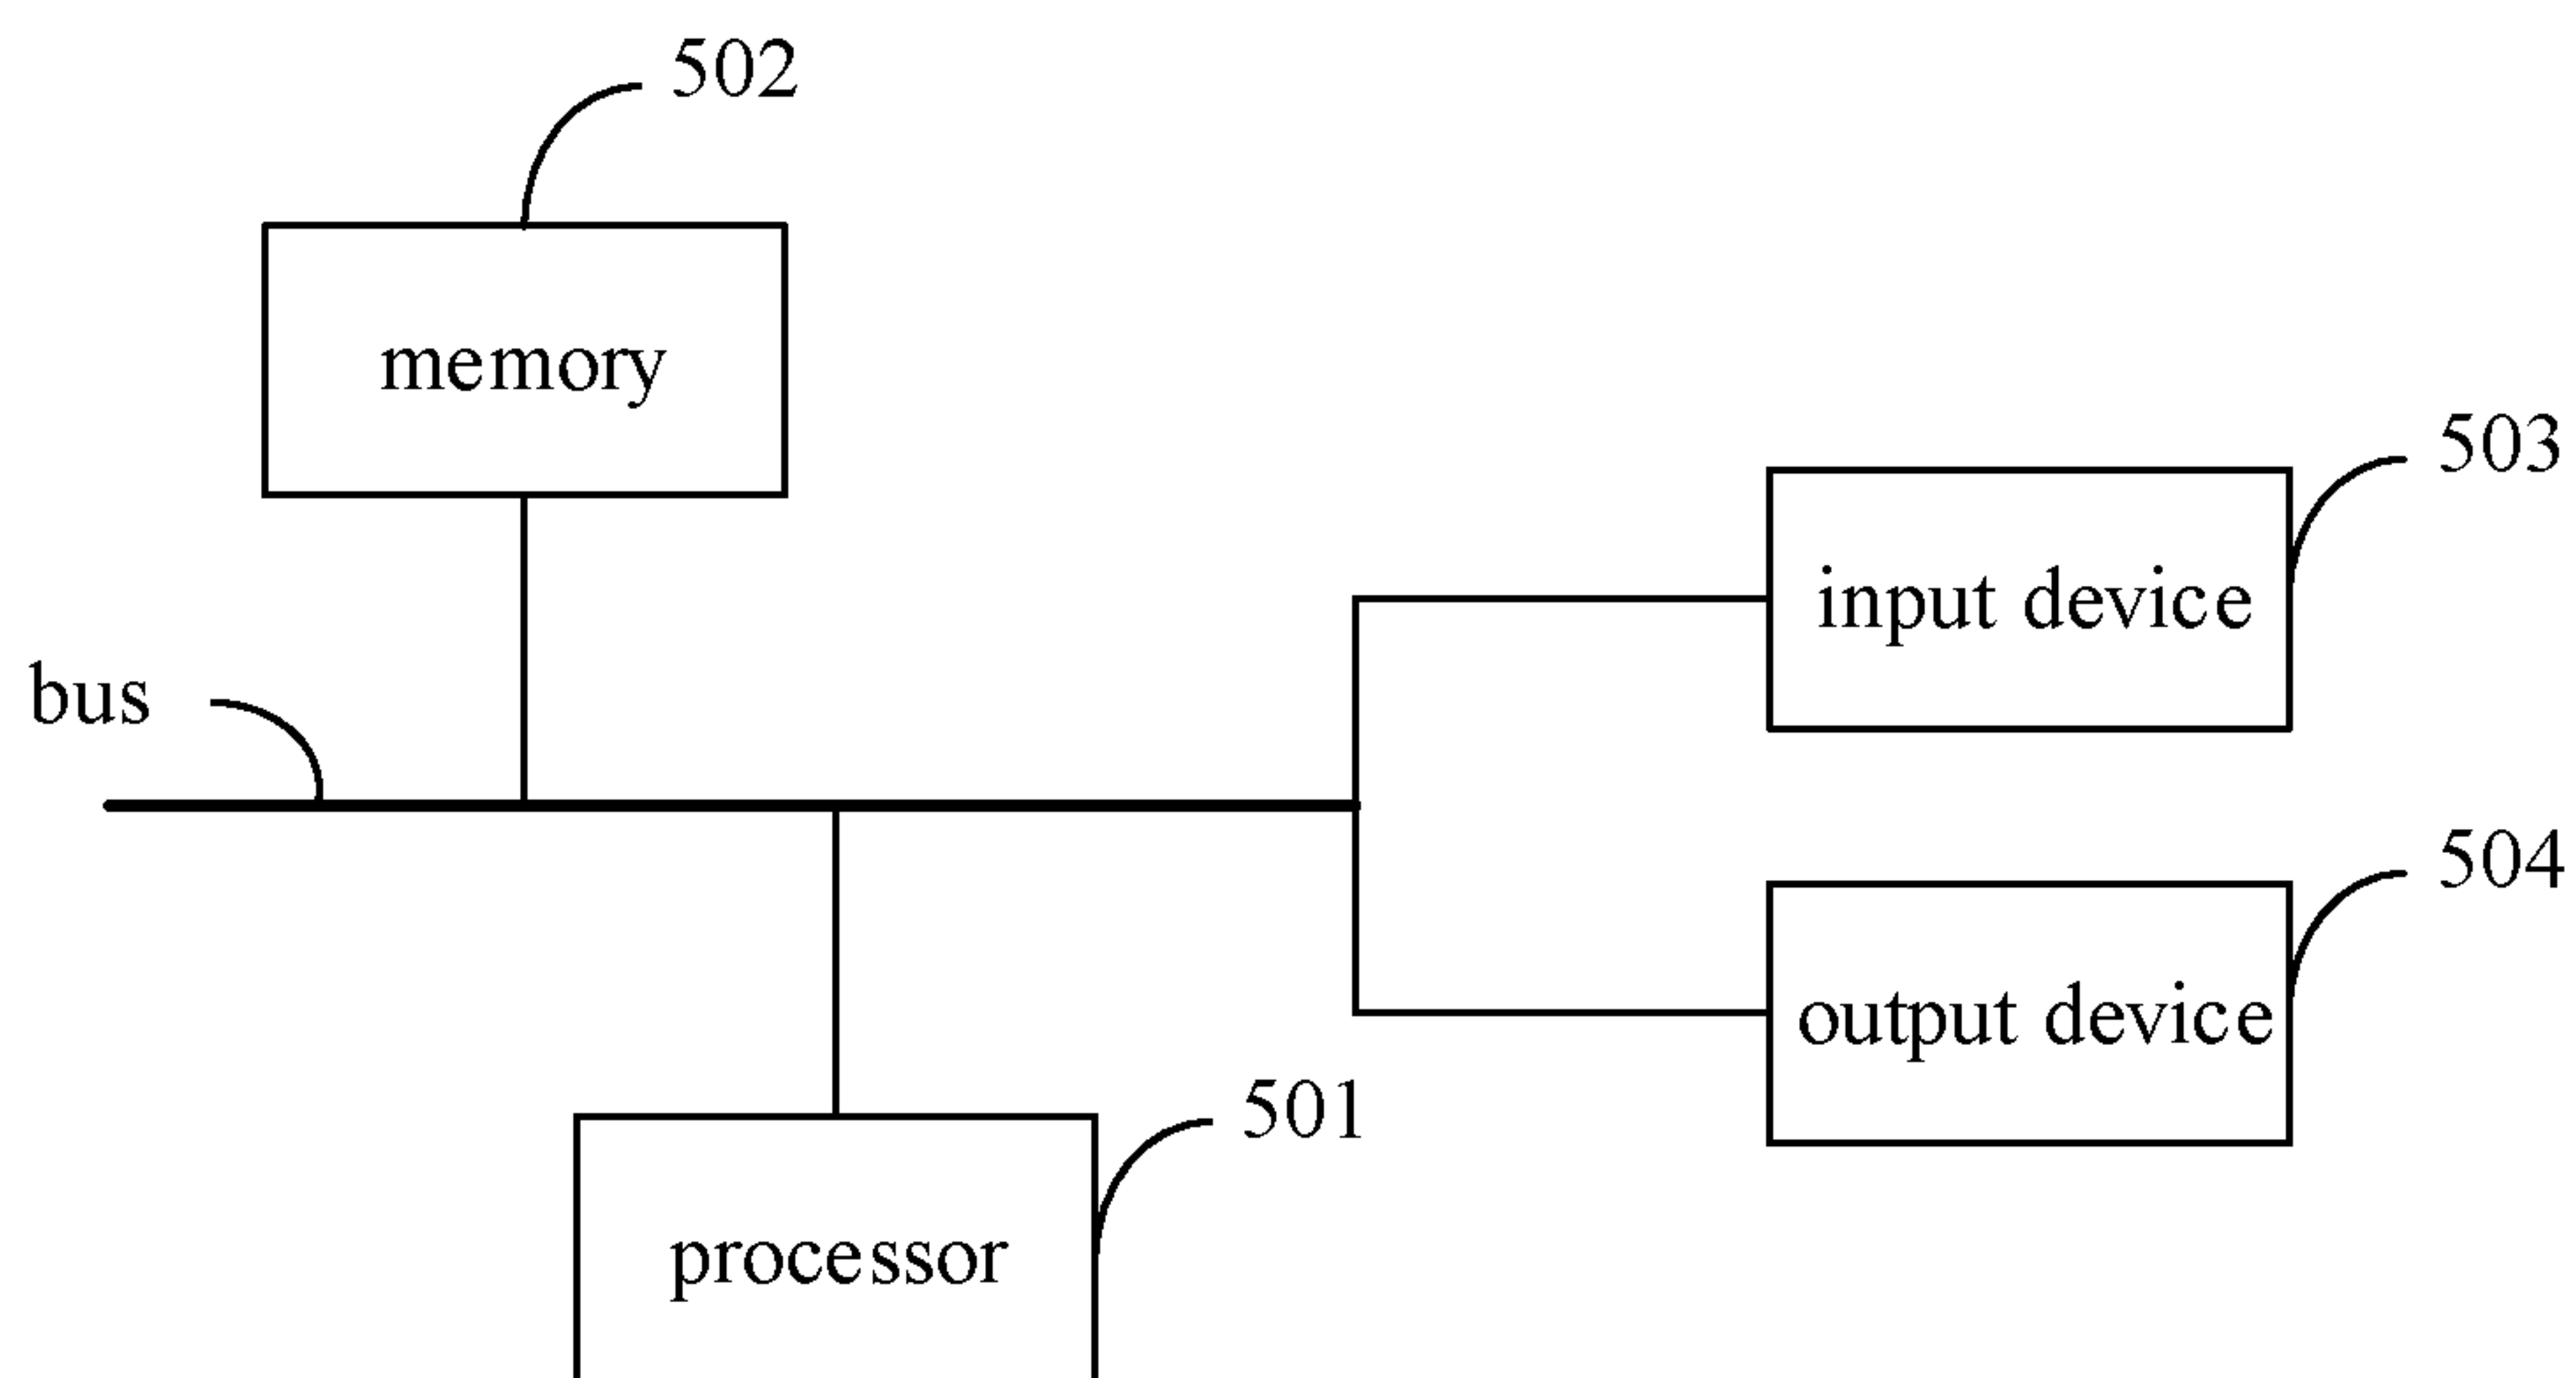 502
memory
503
input device
bus
504
output device
501
processor